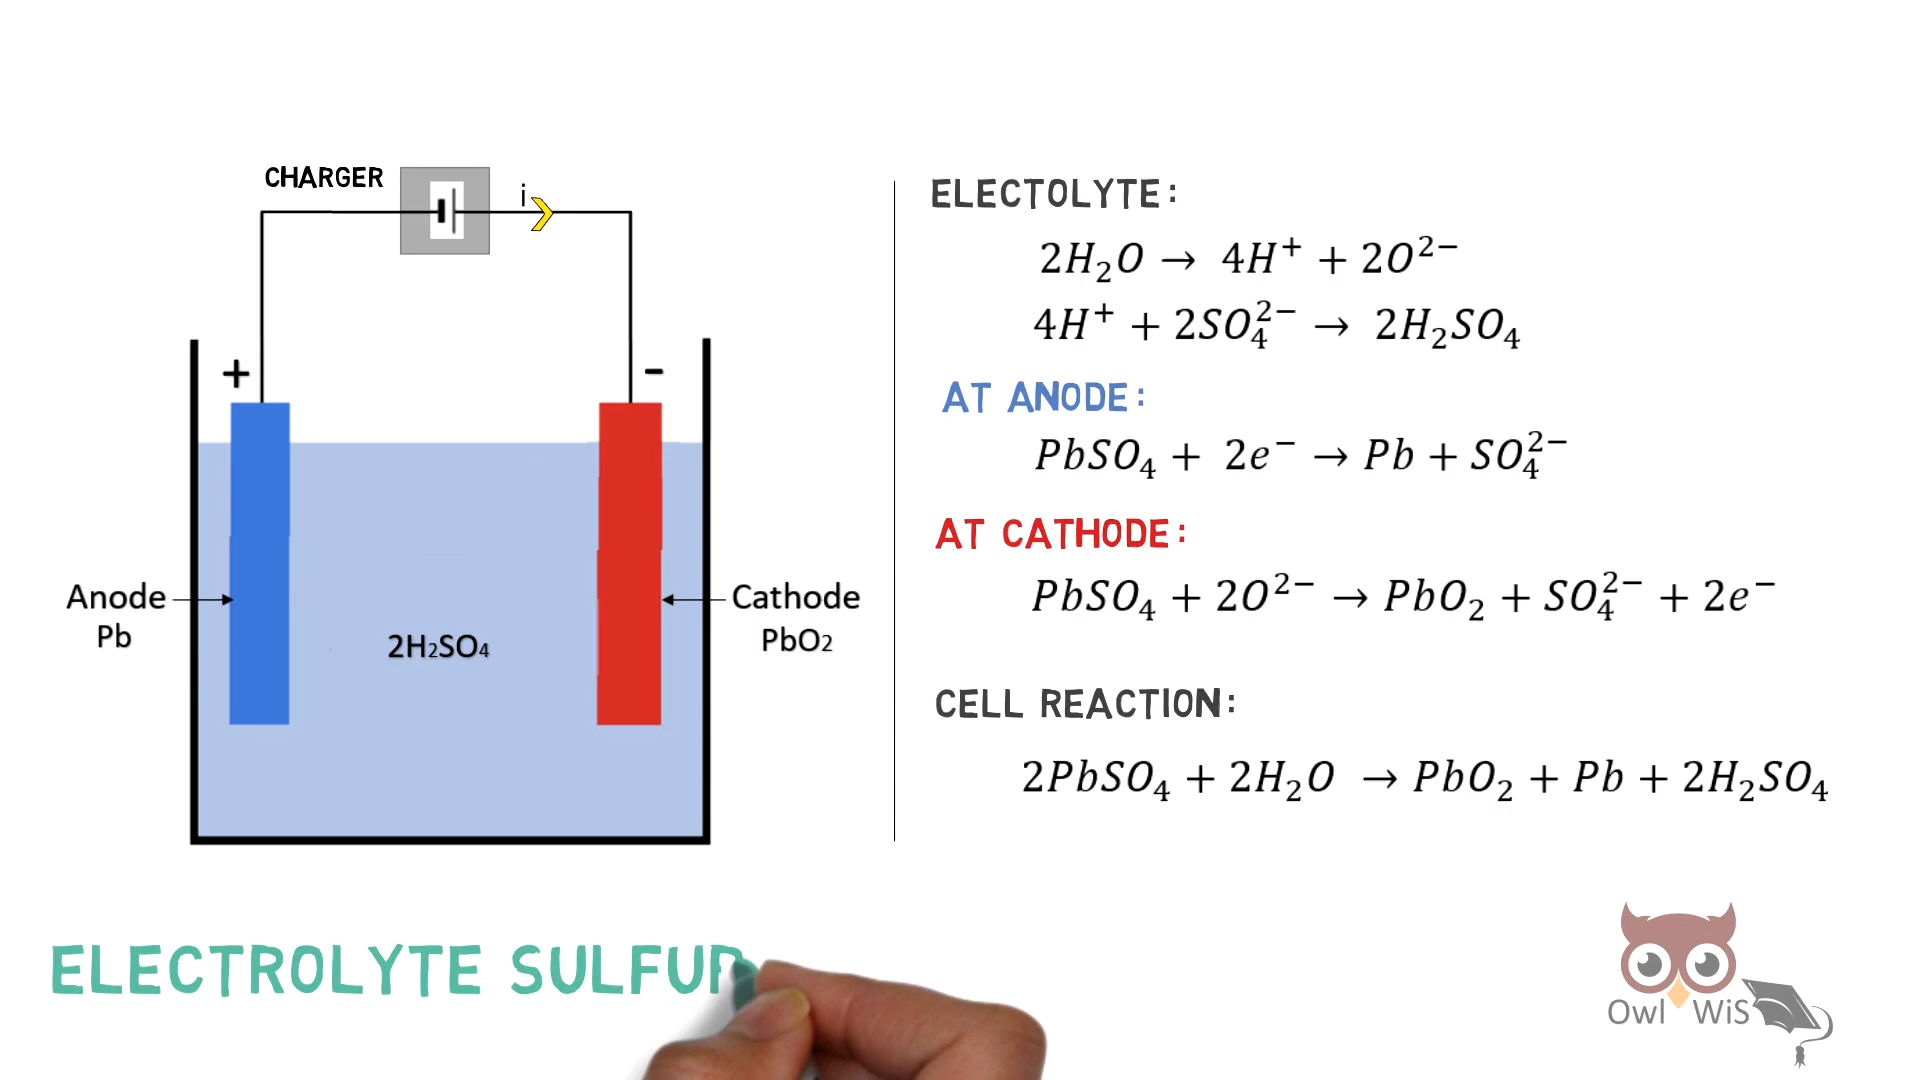 CHARGER
i
+
-
Anode
Pb
2H₂SO₄
Cathode
PbO₂
ELECTOLYTE:
2H₂O → 4H⁺ + 2O²⁻
4H⁺ + 2SO₄²⁻ → 2H₂SO₄
AT ANODE:
PbSO₄ + 2e⁻ → Pb + SO₄²⁻
AT CATHODE:
PbSO₄ + 2O²⁻ → PbO₂ + SO₄²⁻ + 2e⁻
CELL REACTION:
2PbSO₄ + 2H₂O → PbO₂ + Pb + 2H₂SO₄
ELECTROLYTE SULFUR
Owl WiS